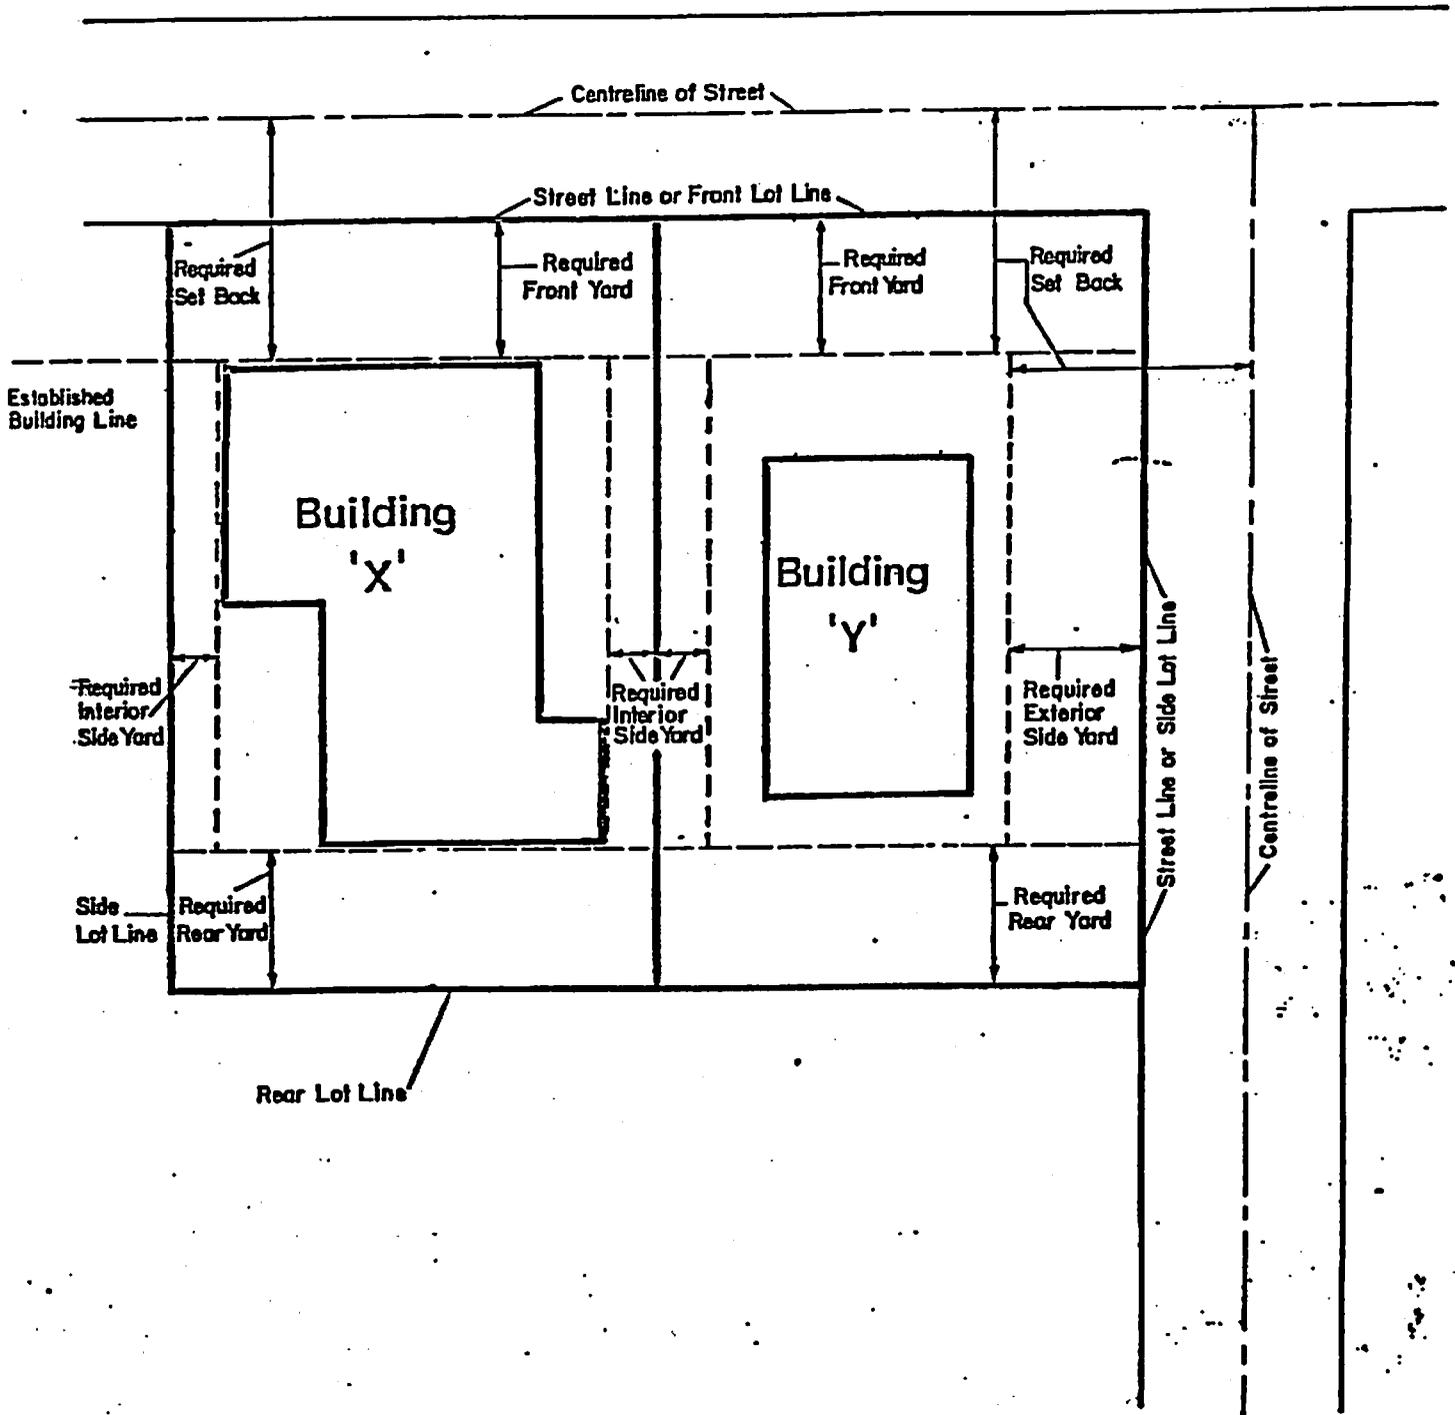 Centreline of Street
Street Line or Front Lot Line
Required
Set Back
Required
Front Yard
Required
Front Yard
Required
Set Back
Established
Building Line
Building
'X'
Building
'Y'
Required
Interior
Side Yard
Required
Interior
Side Yard
Required
Exterior
Side Yard
Street Line or Side Lot Line
Centreline of Street
Side
Lot Line
Required
Rear Yard
Required
Rear Yard
Rear Lot Line